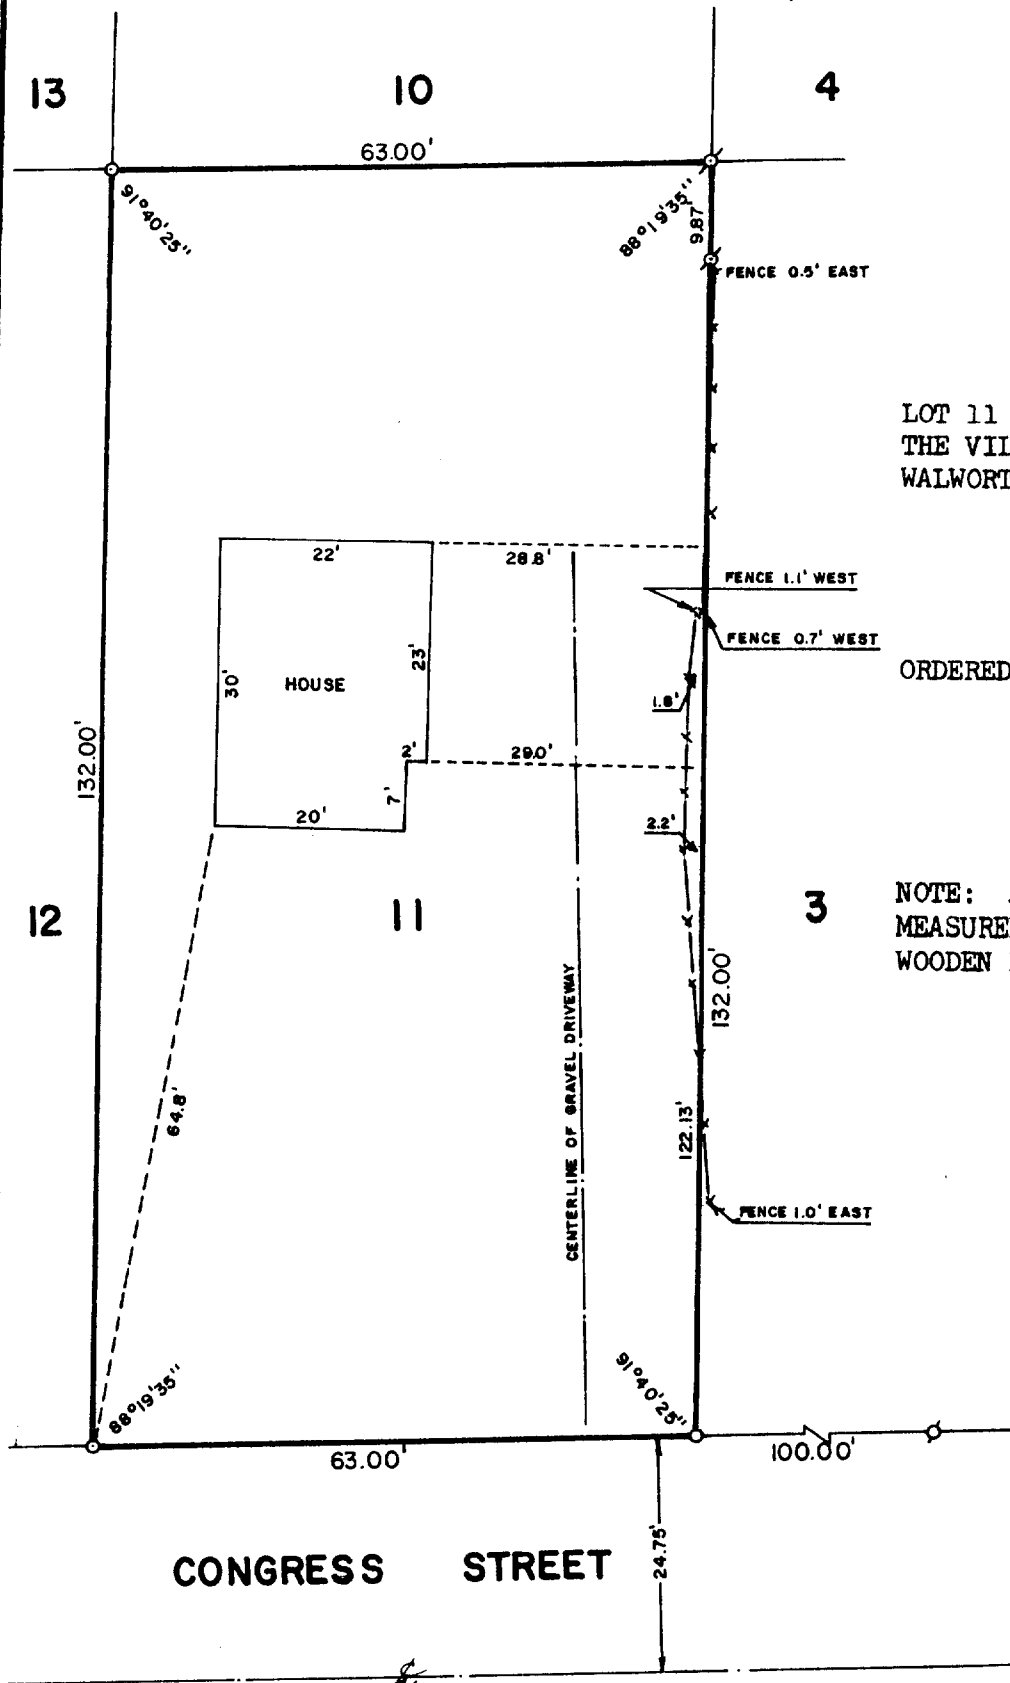 13
10
4
63.00'
91°40'25"
88°19'35"
9.87'
FENCE 0.5' EAST
LOT 11
THE VIL
WALWORT
22'
28.8'
FENCE 1.1' WEST
FENCE 0.7' WEST
30'
HOUSE
23'
ORDERED
1.8'
132.00'
2'
29.0'
7'
20'
2.2'
12
11
3
NOTE:
MEASURE
WOODEN
132.00'
CENTERLINE OF GRAVEL DRIVEWAY
64.8'
122.13'
FENCE 1.0' EAST
88°19'35"
91°40'25"
63.00'
100.00'
24.75'
CONGRESS STREET